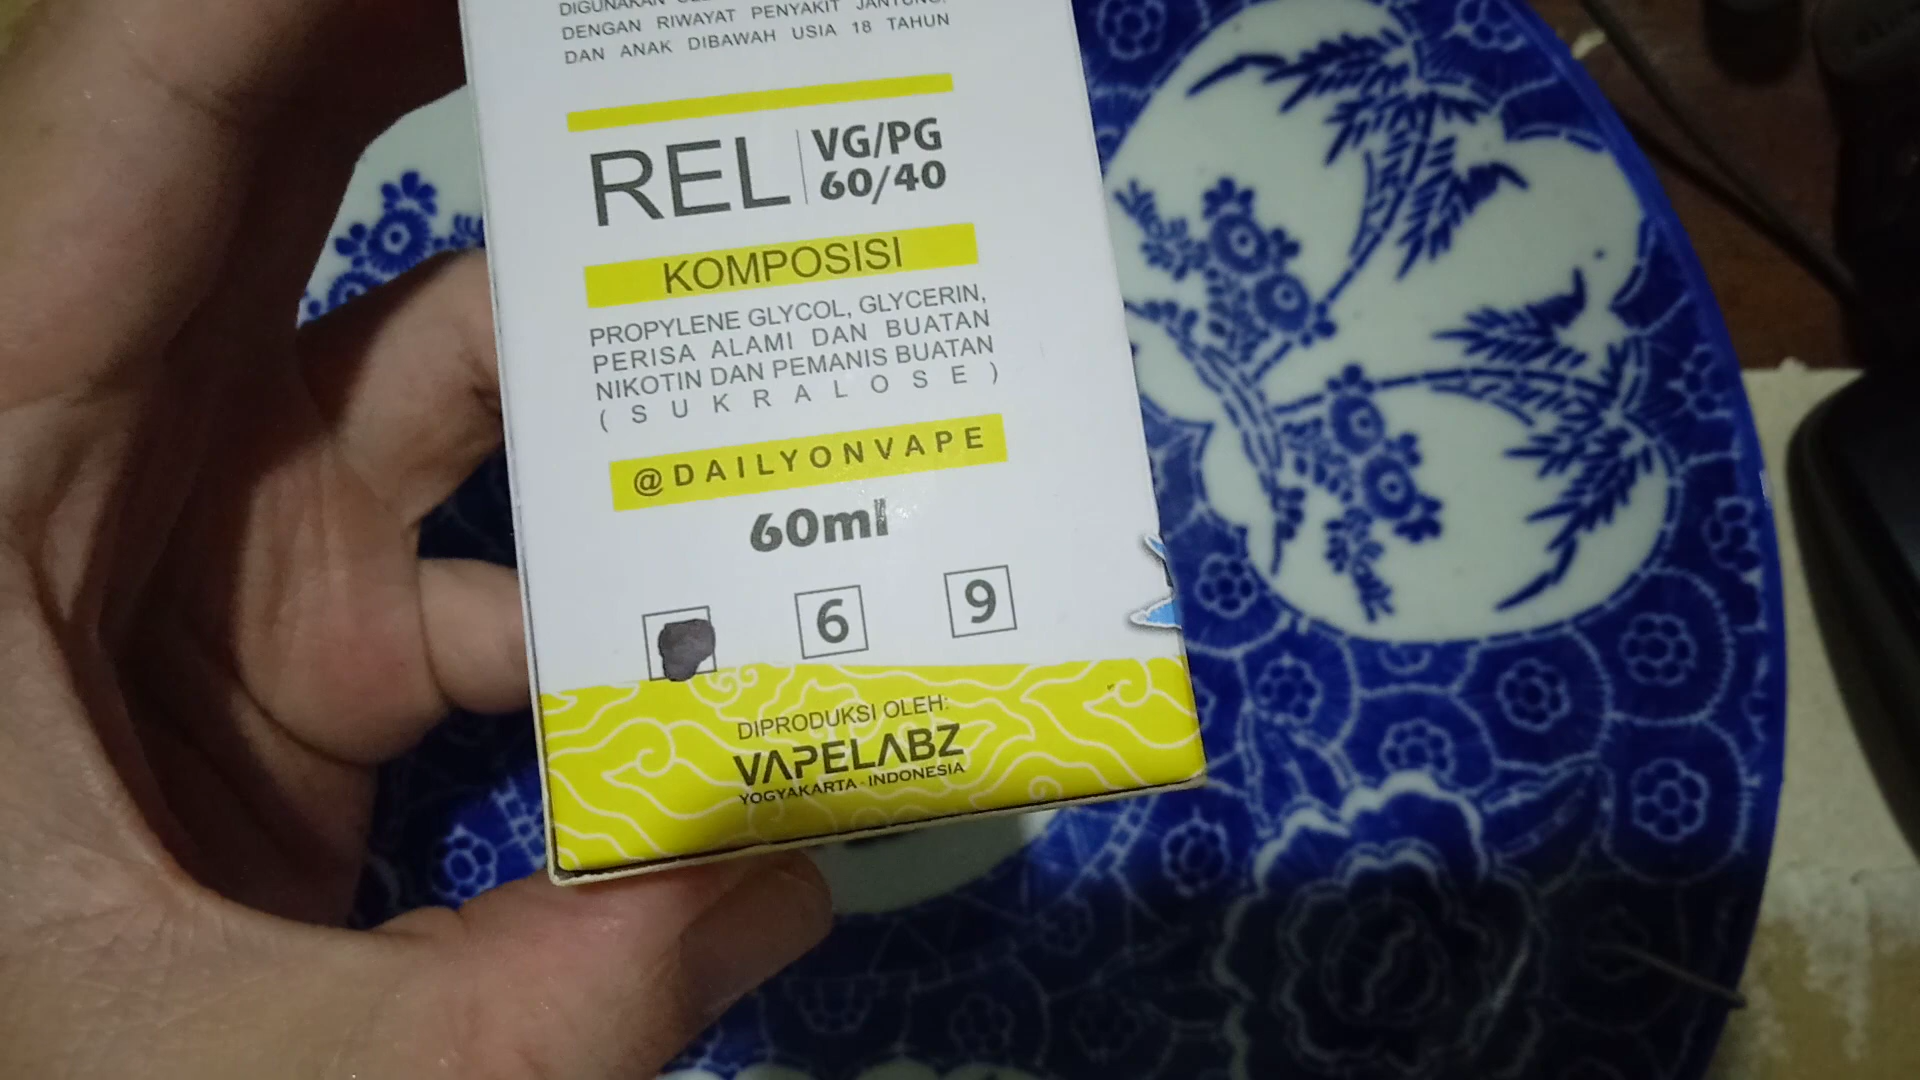 DIGUNAKAN
DENGAN RIWAYAT PENYAKIT JANTUNG,
DAN ANAK DIBAWAH USIA 18 TAHUN
REL
VG/PG
60/40
KOMPOSISI
PROPYLENE GLYCOL, GLYCERIN,
PERISA ALAMI DAN BUATAN
NIKOTIN DAN PEMANIS BUATAN
( S U K R A L O S E )
@DAILYONVAPE
60ml
6 9
DIPRODUKSI OLEH:
VAPELABZ
YOGYAKARTA - INDONESIA